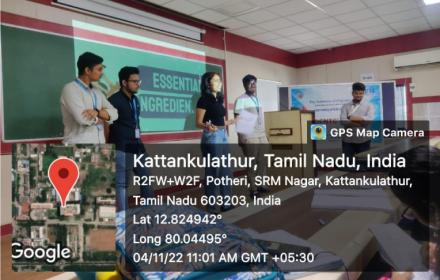 ESSENTIAL
INGREDIEN
GPS Map Camera
Kattankulathur, Tamil Nadu, India
R2FW+W2F, Potheri, SRM Nagar, Kattankulathur,
Tamil Nadu 603203, India
Lat 12.824942°
Long 80.04495°
04/11/22 11:01 AM GMT +05:30
Google